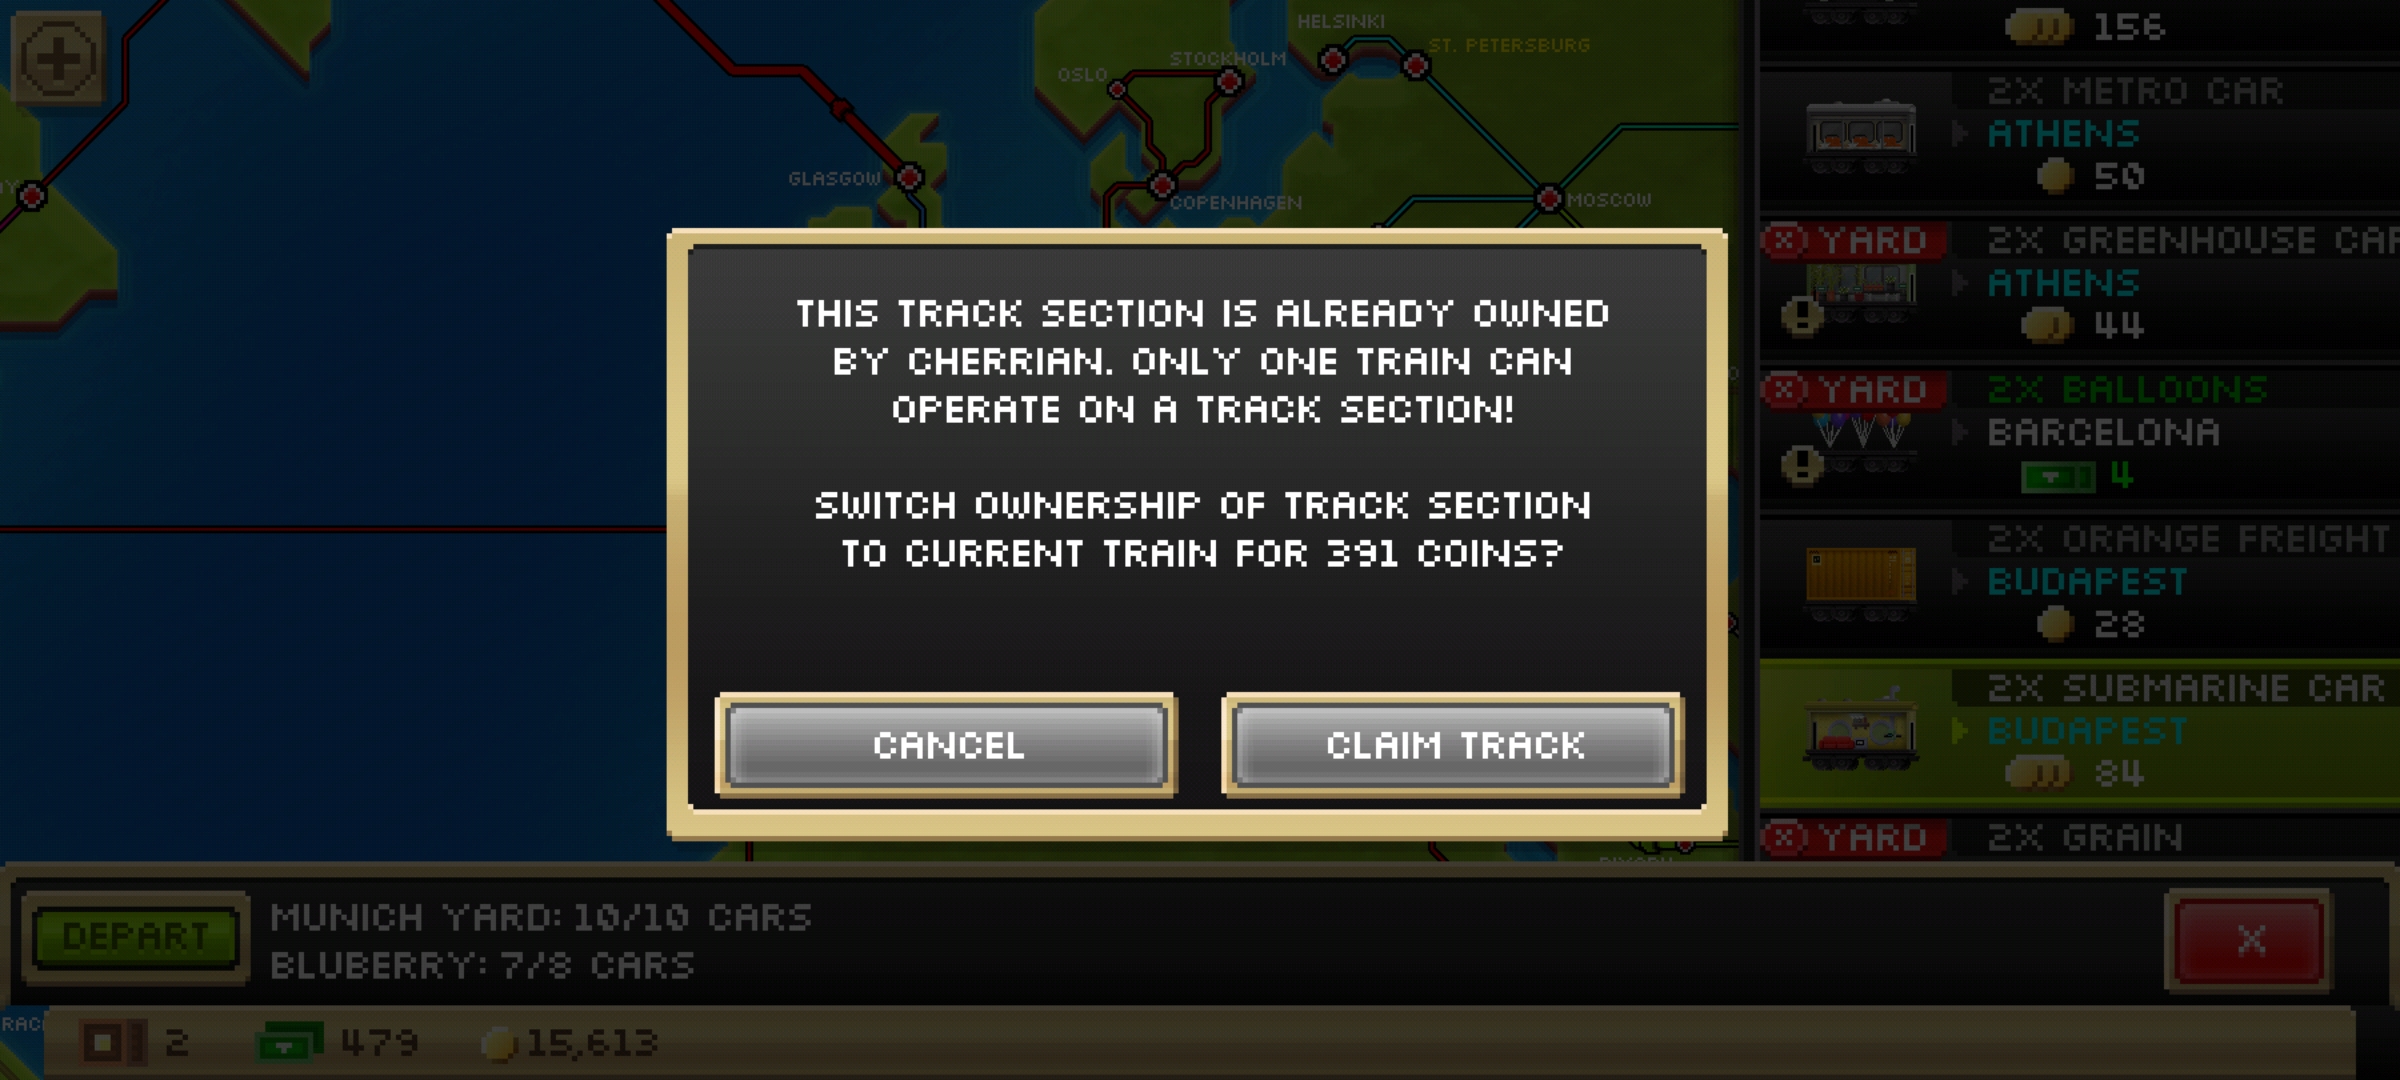 HELSINKI
ST. PETERSBURG
STOCKHOLM
OSLO
GLASGOW
COPENHAGEN
MOSCOW
156
2X METRO CAR
ATHENS
50
YARD
2X GREENHOUSE CAR
ATHENS
44
YARD
2X BALLOONS
BARCELONA
4
2X ORANGE FREIGHT
BUDAPEST
28
2X SUBMARINE CAR
BUDAPEST
84
YARD
2X GRAIN
THIS TRACK SECTION IS ALREADY OWNED
BY CHERRIAN. ONLY ONE TRAIN CAN
OPERATE ON A TRACK SECTION!
SWITCH OWNERSHIP OF TRACK SECTION
TO CURRENT TRAIN FOR 391 COINS?
CANCEL
CLAIM TRACK
DEPART
MUNICH YARD: 10/10 CARS
BLUBERRY: 7/8 CARS
X
2
479
15,613